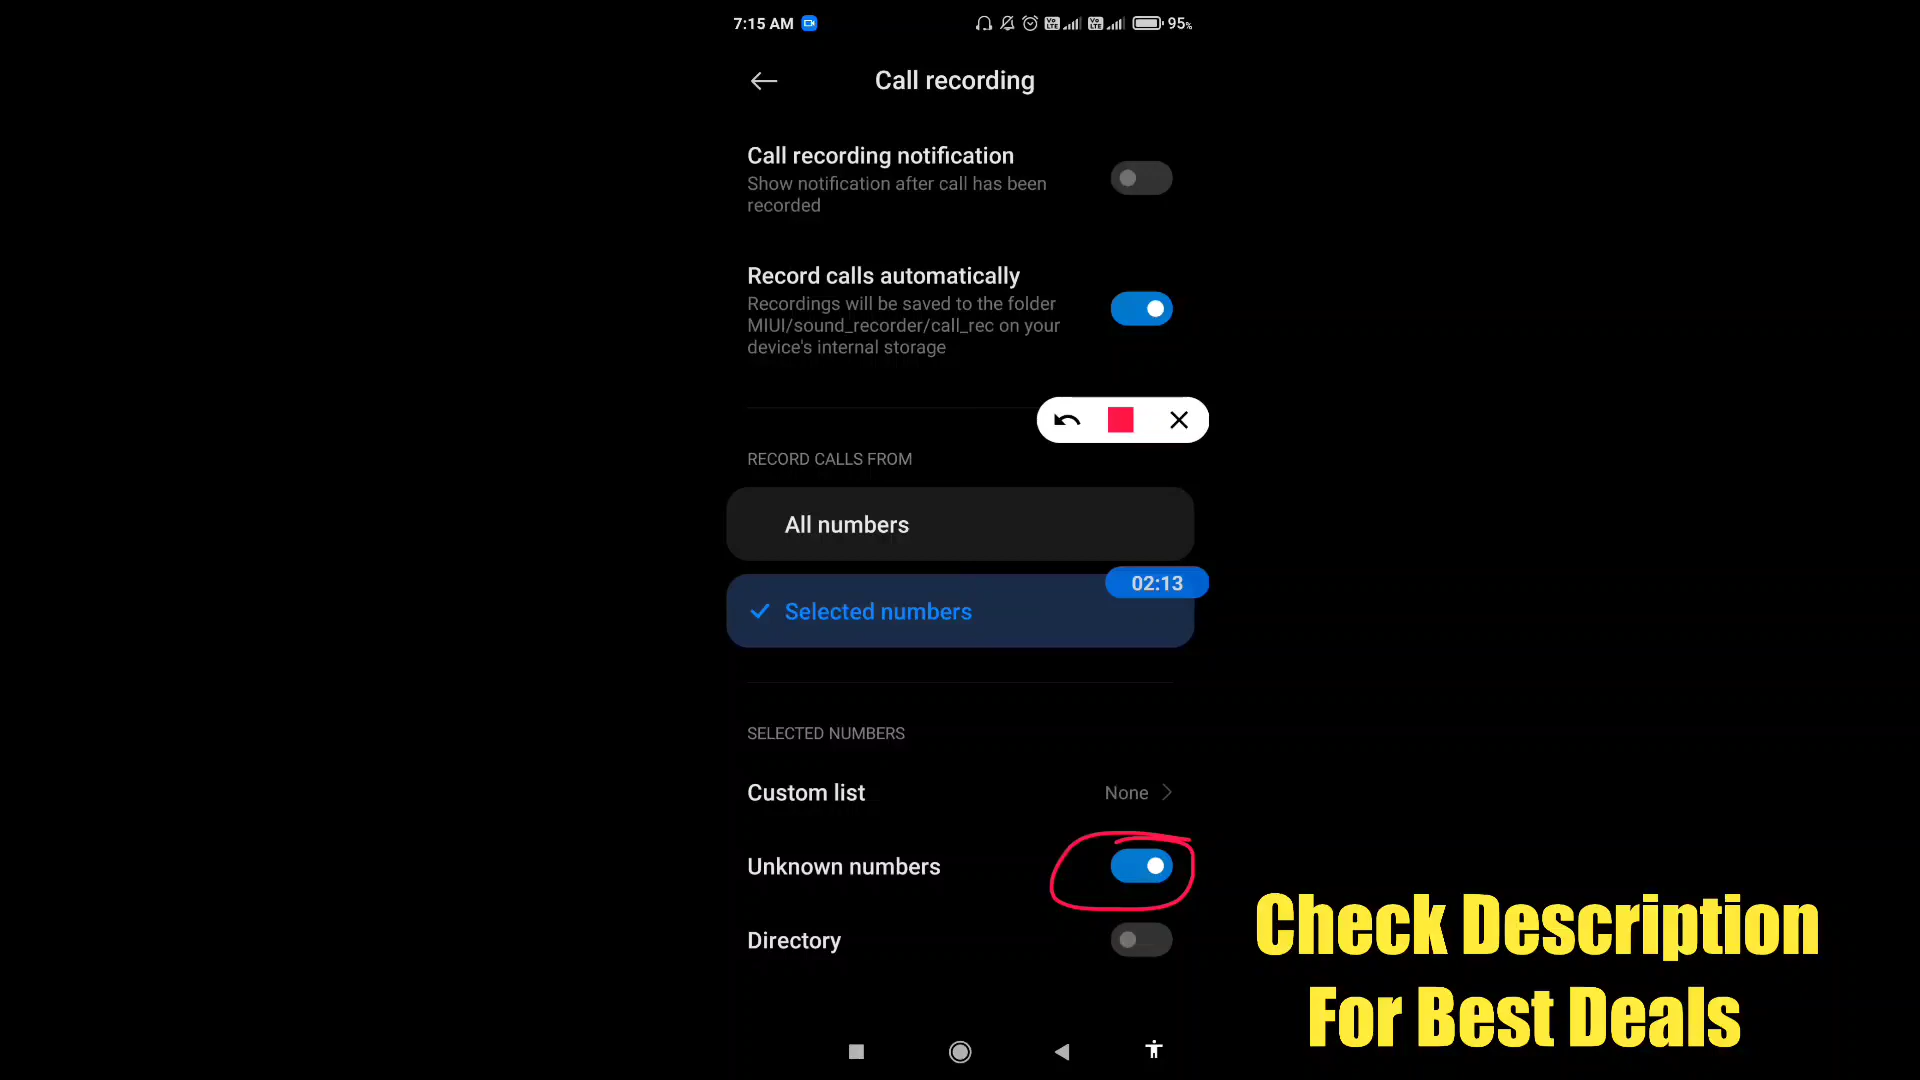 7:15 AM 95%
Call recording
Call recording notification
Show notification after call has been
recorded
Record calls automatically
Recordings will be saved to the folder
MIUI/sound_recorder/call_rec on your
device's internal storage
RECORD CALLS FROM
All numbers
02:13
Selected numbers
SELECTED NUMBERS
Custom list None
Unknown numbers
Directory
Check Description
For Best Deals